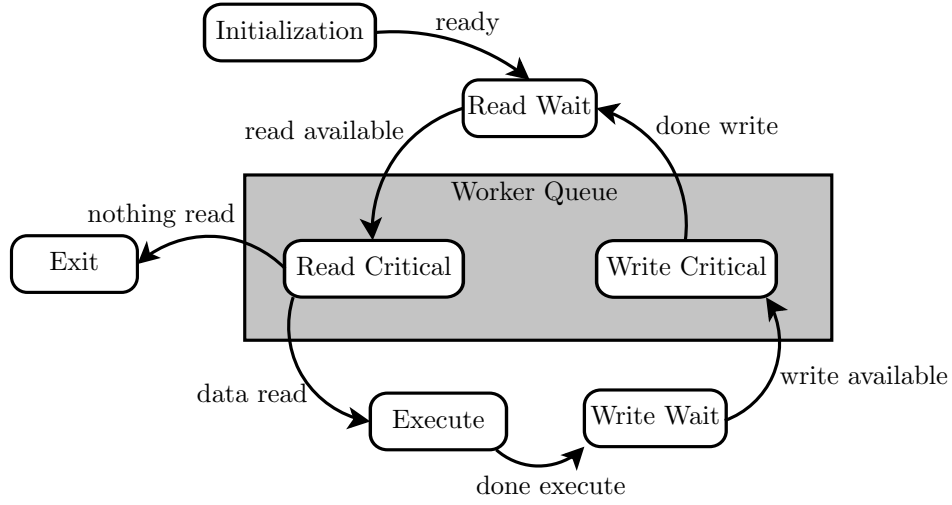 Initialization
ready
Read Wait
read available
done write
Worker Queue
nothing read
Exit
Read Critical
Write Critical
data read
write available
Execute
Write Wait
done execute